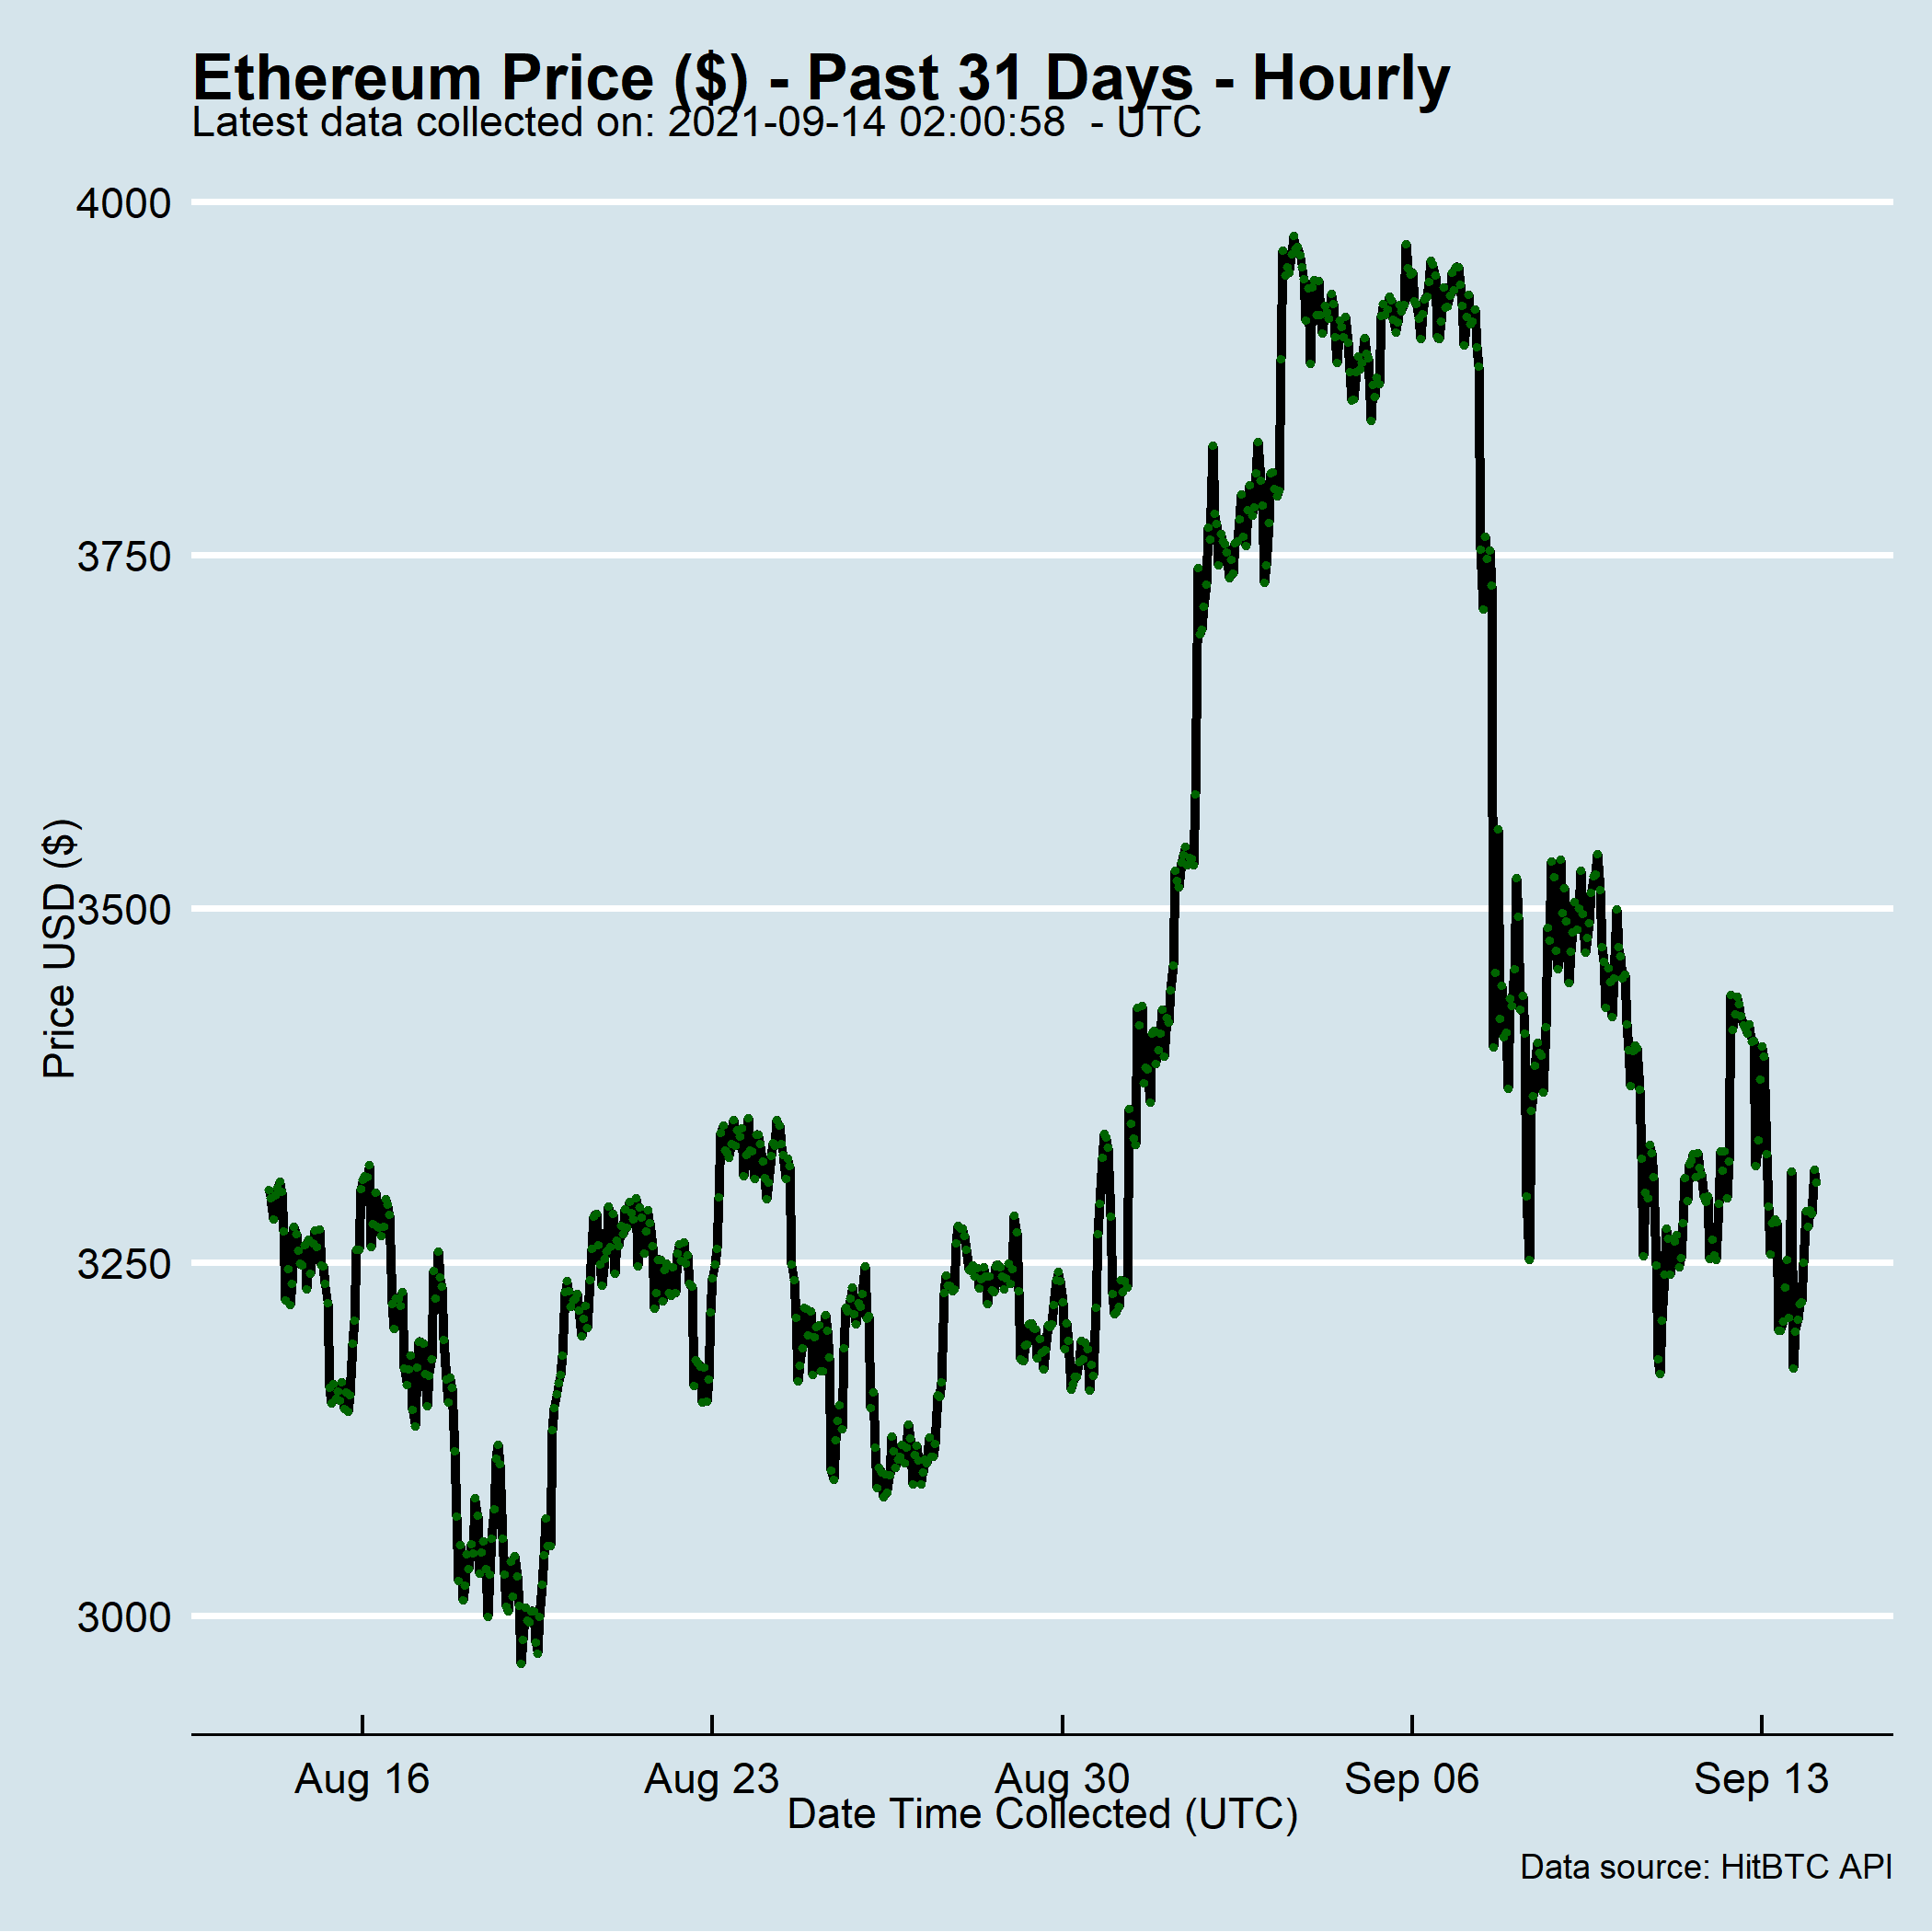 Ethereum Price ($) - Past 31 Days - Hourly
Latest data collected on: 2021-09-14 02:00:58  - UTC
4000
3750
3500
3250
3000
Price USD ($)
Aug 16
Aug 23
Aug 30
Sep 06
Sep 13
Date Time Collected (UTC)
Data source: HitBTC API